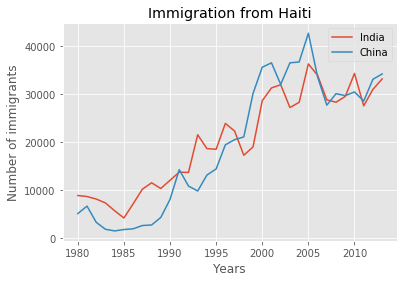 Immigration from Haiti
India
China
Number of immigrants
40000
30000
20000
10000
0
1980 1985 1990 1995 2000 2005 2010
Years